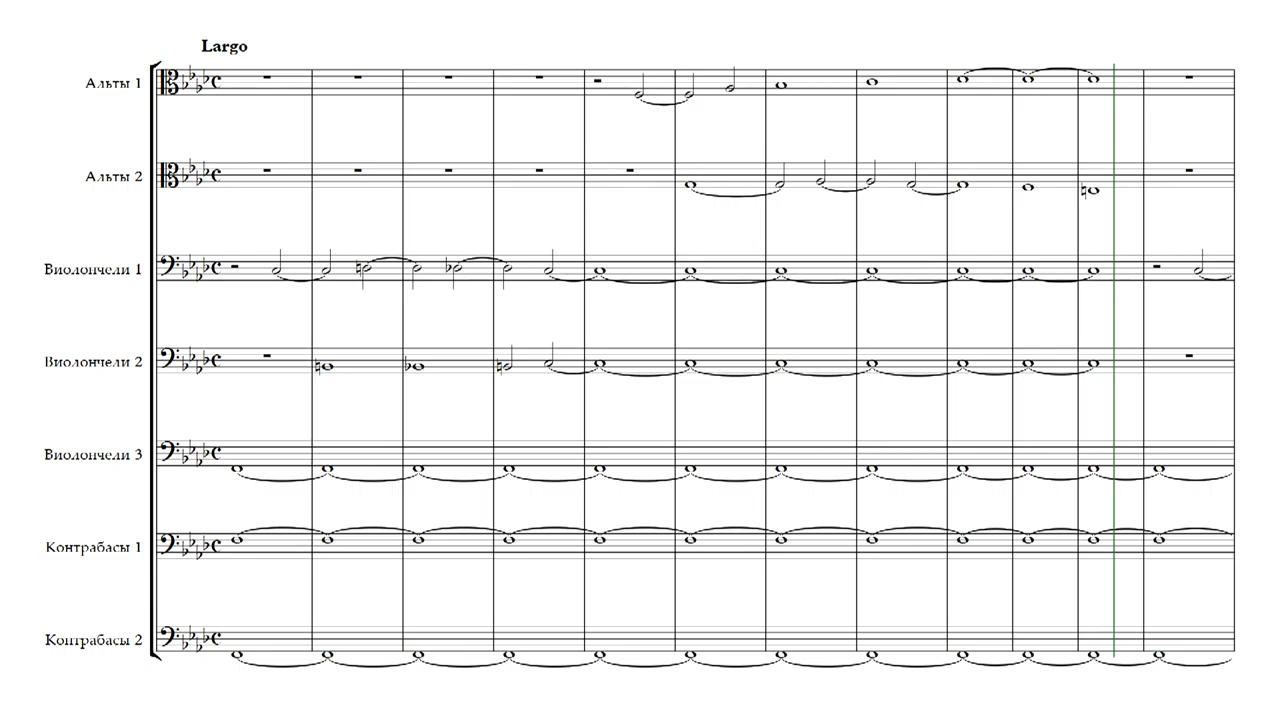 Largo
Альты 1
Альты 2
Виолончели 1
Виолончели 2
Виолончели 3
Контрабасы 1
Контрабасы 2